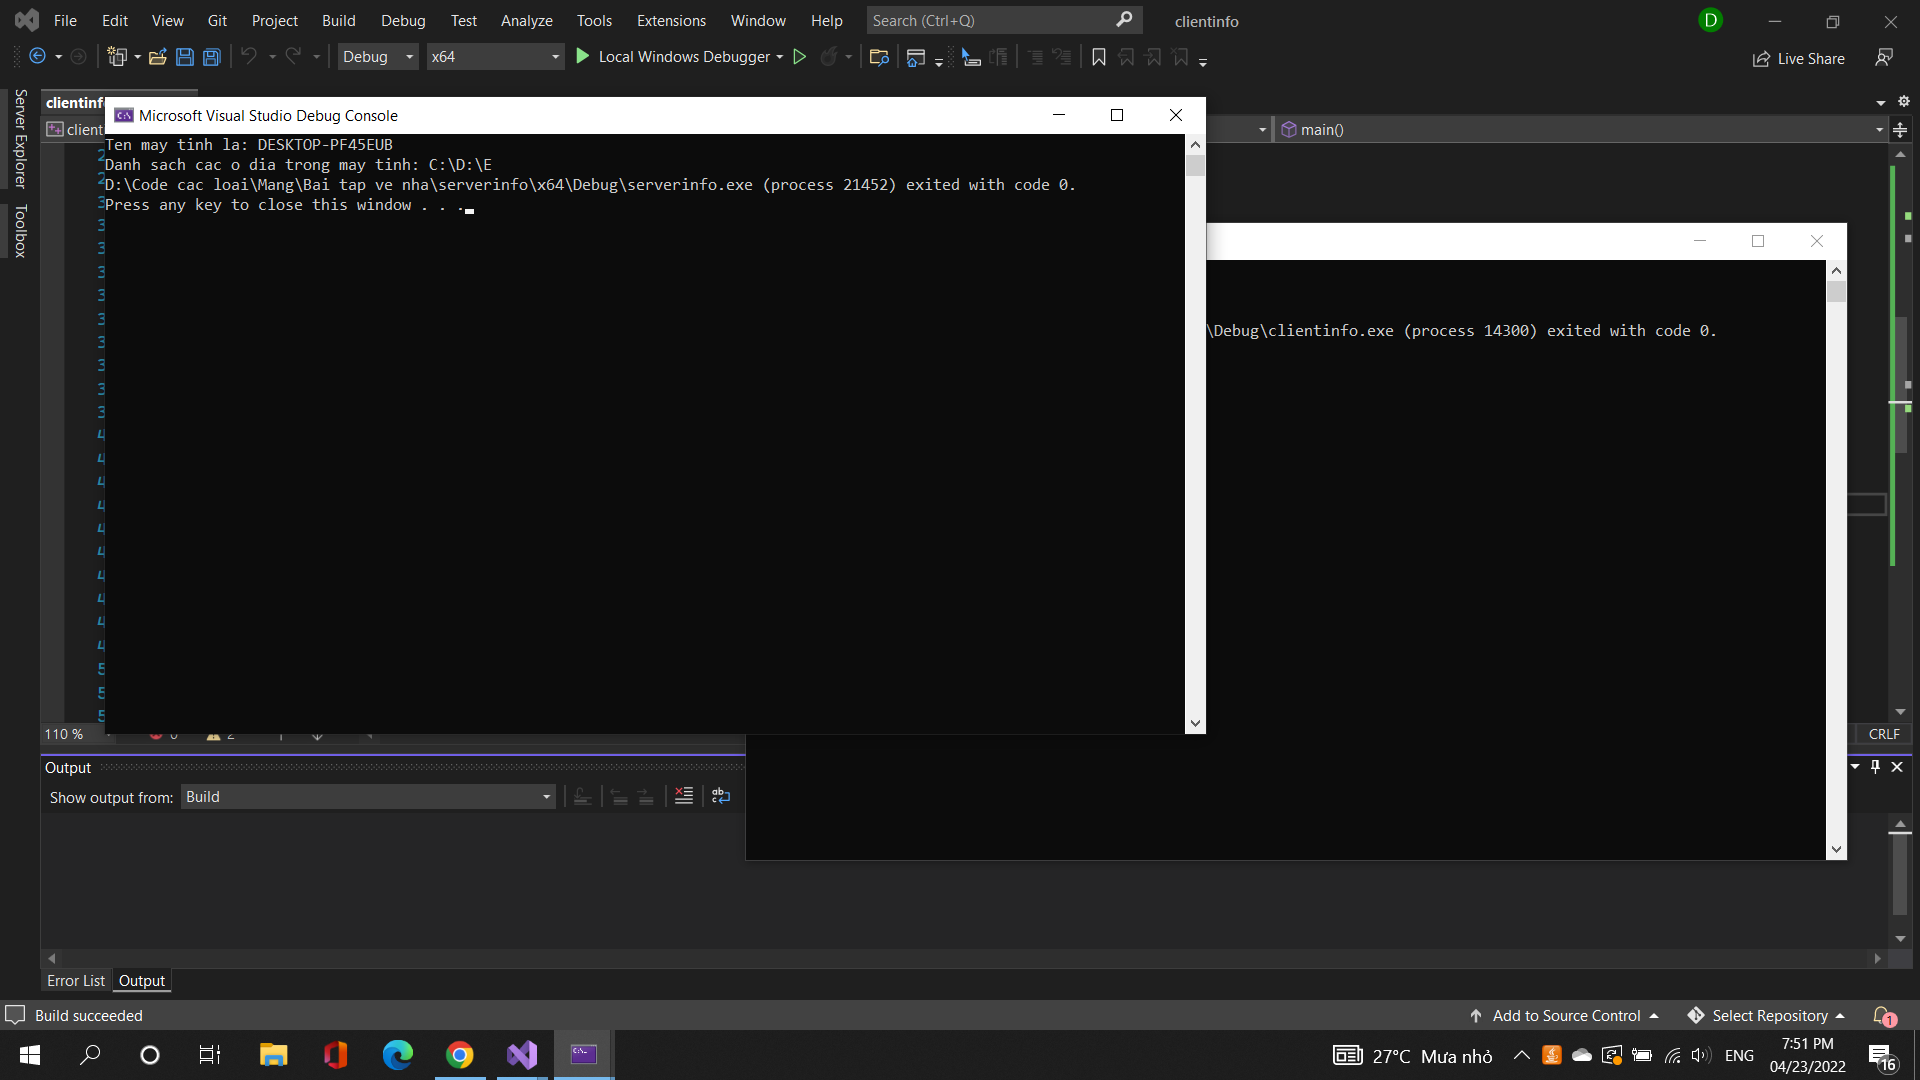 File Edit View Git Project Build Debug Test Analyze Tools Extensions Window Help Search (Ctrl+Q) clientinfo D
Debug x64 Local Windows Debugger Live Share
Server Explorer
Toolbox
clientinf
Microsoft Visual Studio Debug Console
client
main()
Ten may tinh la: DESKTOP-PF45EUB
Danh sach cac o dia trong may tinh: C:\D:\E
D:\Code cac loai\Mang\Bai tap ve nha\serverinfo\x64\Debug\serverinfo.exe (process 21452) exited with code 0.
Press any key to close this window . . .
\Debug\clientinfo.exe (process 14300) exited with code 0.
110 %
CRLF
Output
Show output from: Build
Error List Output
Build succeeded
Add to Source Control Select Repository 1
27°C Mưa nhỏ ENG 7:51 PM
04/23/2022 16